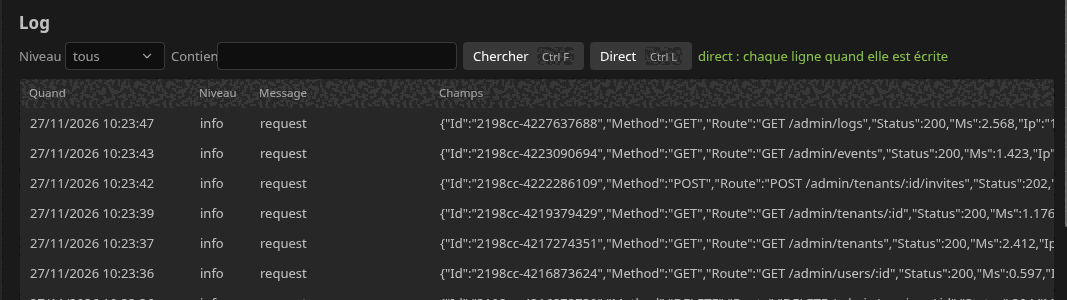 Log
Niveau tous Contien Chercher Ctrl F Direct Ctrl L direct : chaque ligne quand elle est écrite
Quand Niveau Message Champs
27/11/2026 10:23:47 info request {"Id":"2198cc-4227637688","Method":"GET","Route":"GET /admin/logs","Status":200,"Ms":2.568,"Ip":"1
27/11/2026 10:23:43 info request {"Id":"2198cc-4223090694","Method":"GET","Route":"GET /admin/events","Status":200,"Ms":1.423,"Ip"
27/11/2026 10:23:42 info request {"Id":"2198cc-4222286109","Method":"POST","Route":"POST /admin/tenants/:id/invites","Status":202,"
27/11/2026 10:23:39 info request {"Id":"2198cc-4219379429","Method":"GET","Route":"GET /admin/tenants/:id","Status":200,"Ms":1.176
27/11/2026 10:23:37 info request {"Id":"2198cc-4217274351","Method":"GET","Route":"GET /admin/tenants","Status":200,"Ms":2.412,"Ip
27/11/2026 10:23:36 info request {"Id":"2198cc-4216873624","Method":"GET","Route":"GET /admin/users/:id","Status":200,"Ms":0.597,"I